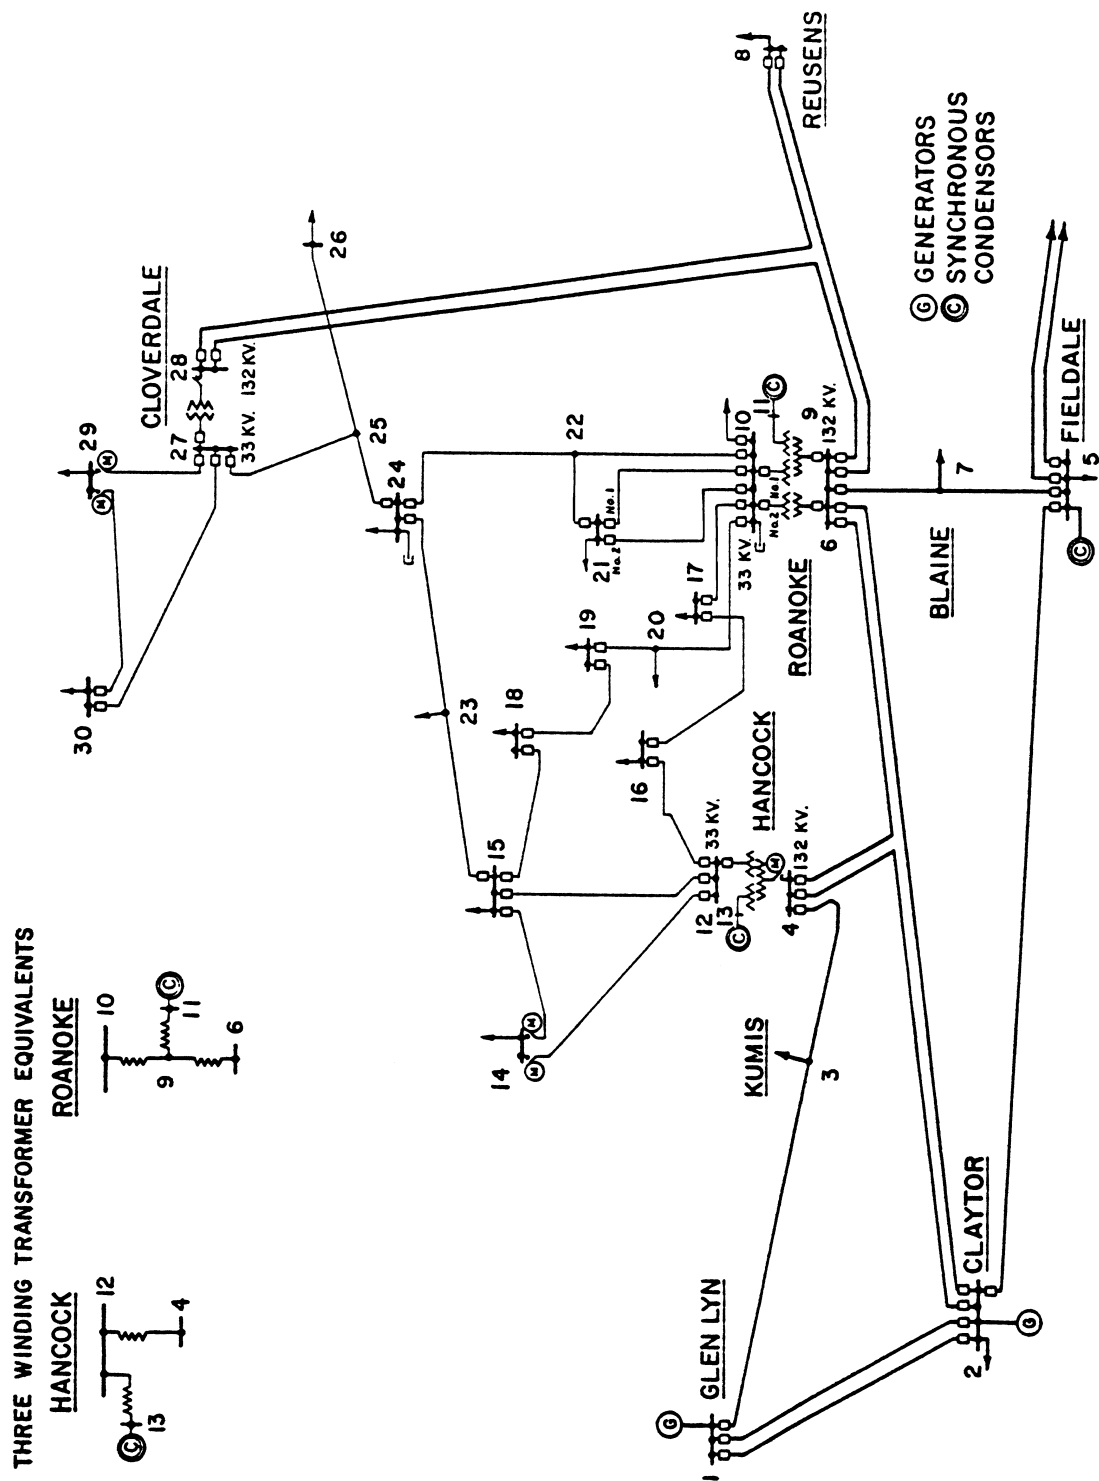 THREE WINDING TRANSFORMER EQUIVALENTS
HANCOCK
ROANOKE
12
4
13
C
10
9
C
11
6
CLOVERDALE
29
M
M
30
27
28
33 KV.
132 KV.
26
25
24
22
23
No.1
21
No.2
15
18
19
20
17
16
14
M
M
10
33 KV.
No.2
No.1
11
C
9
132 KV.
6
ROANOKE
HANCOCK
33 KV.
12
13
C
M
4
132 KV.
KUMIS
3
GLEN LYN
G
1
CLAYTOR
2
G
BLAINE
7
FIELDALE
5
C
REUSENS
8
G GENERATORS
C SYNCHRONOUS
CONDENSORS